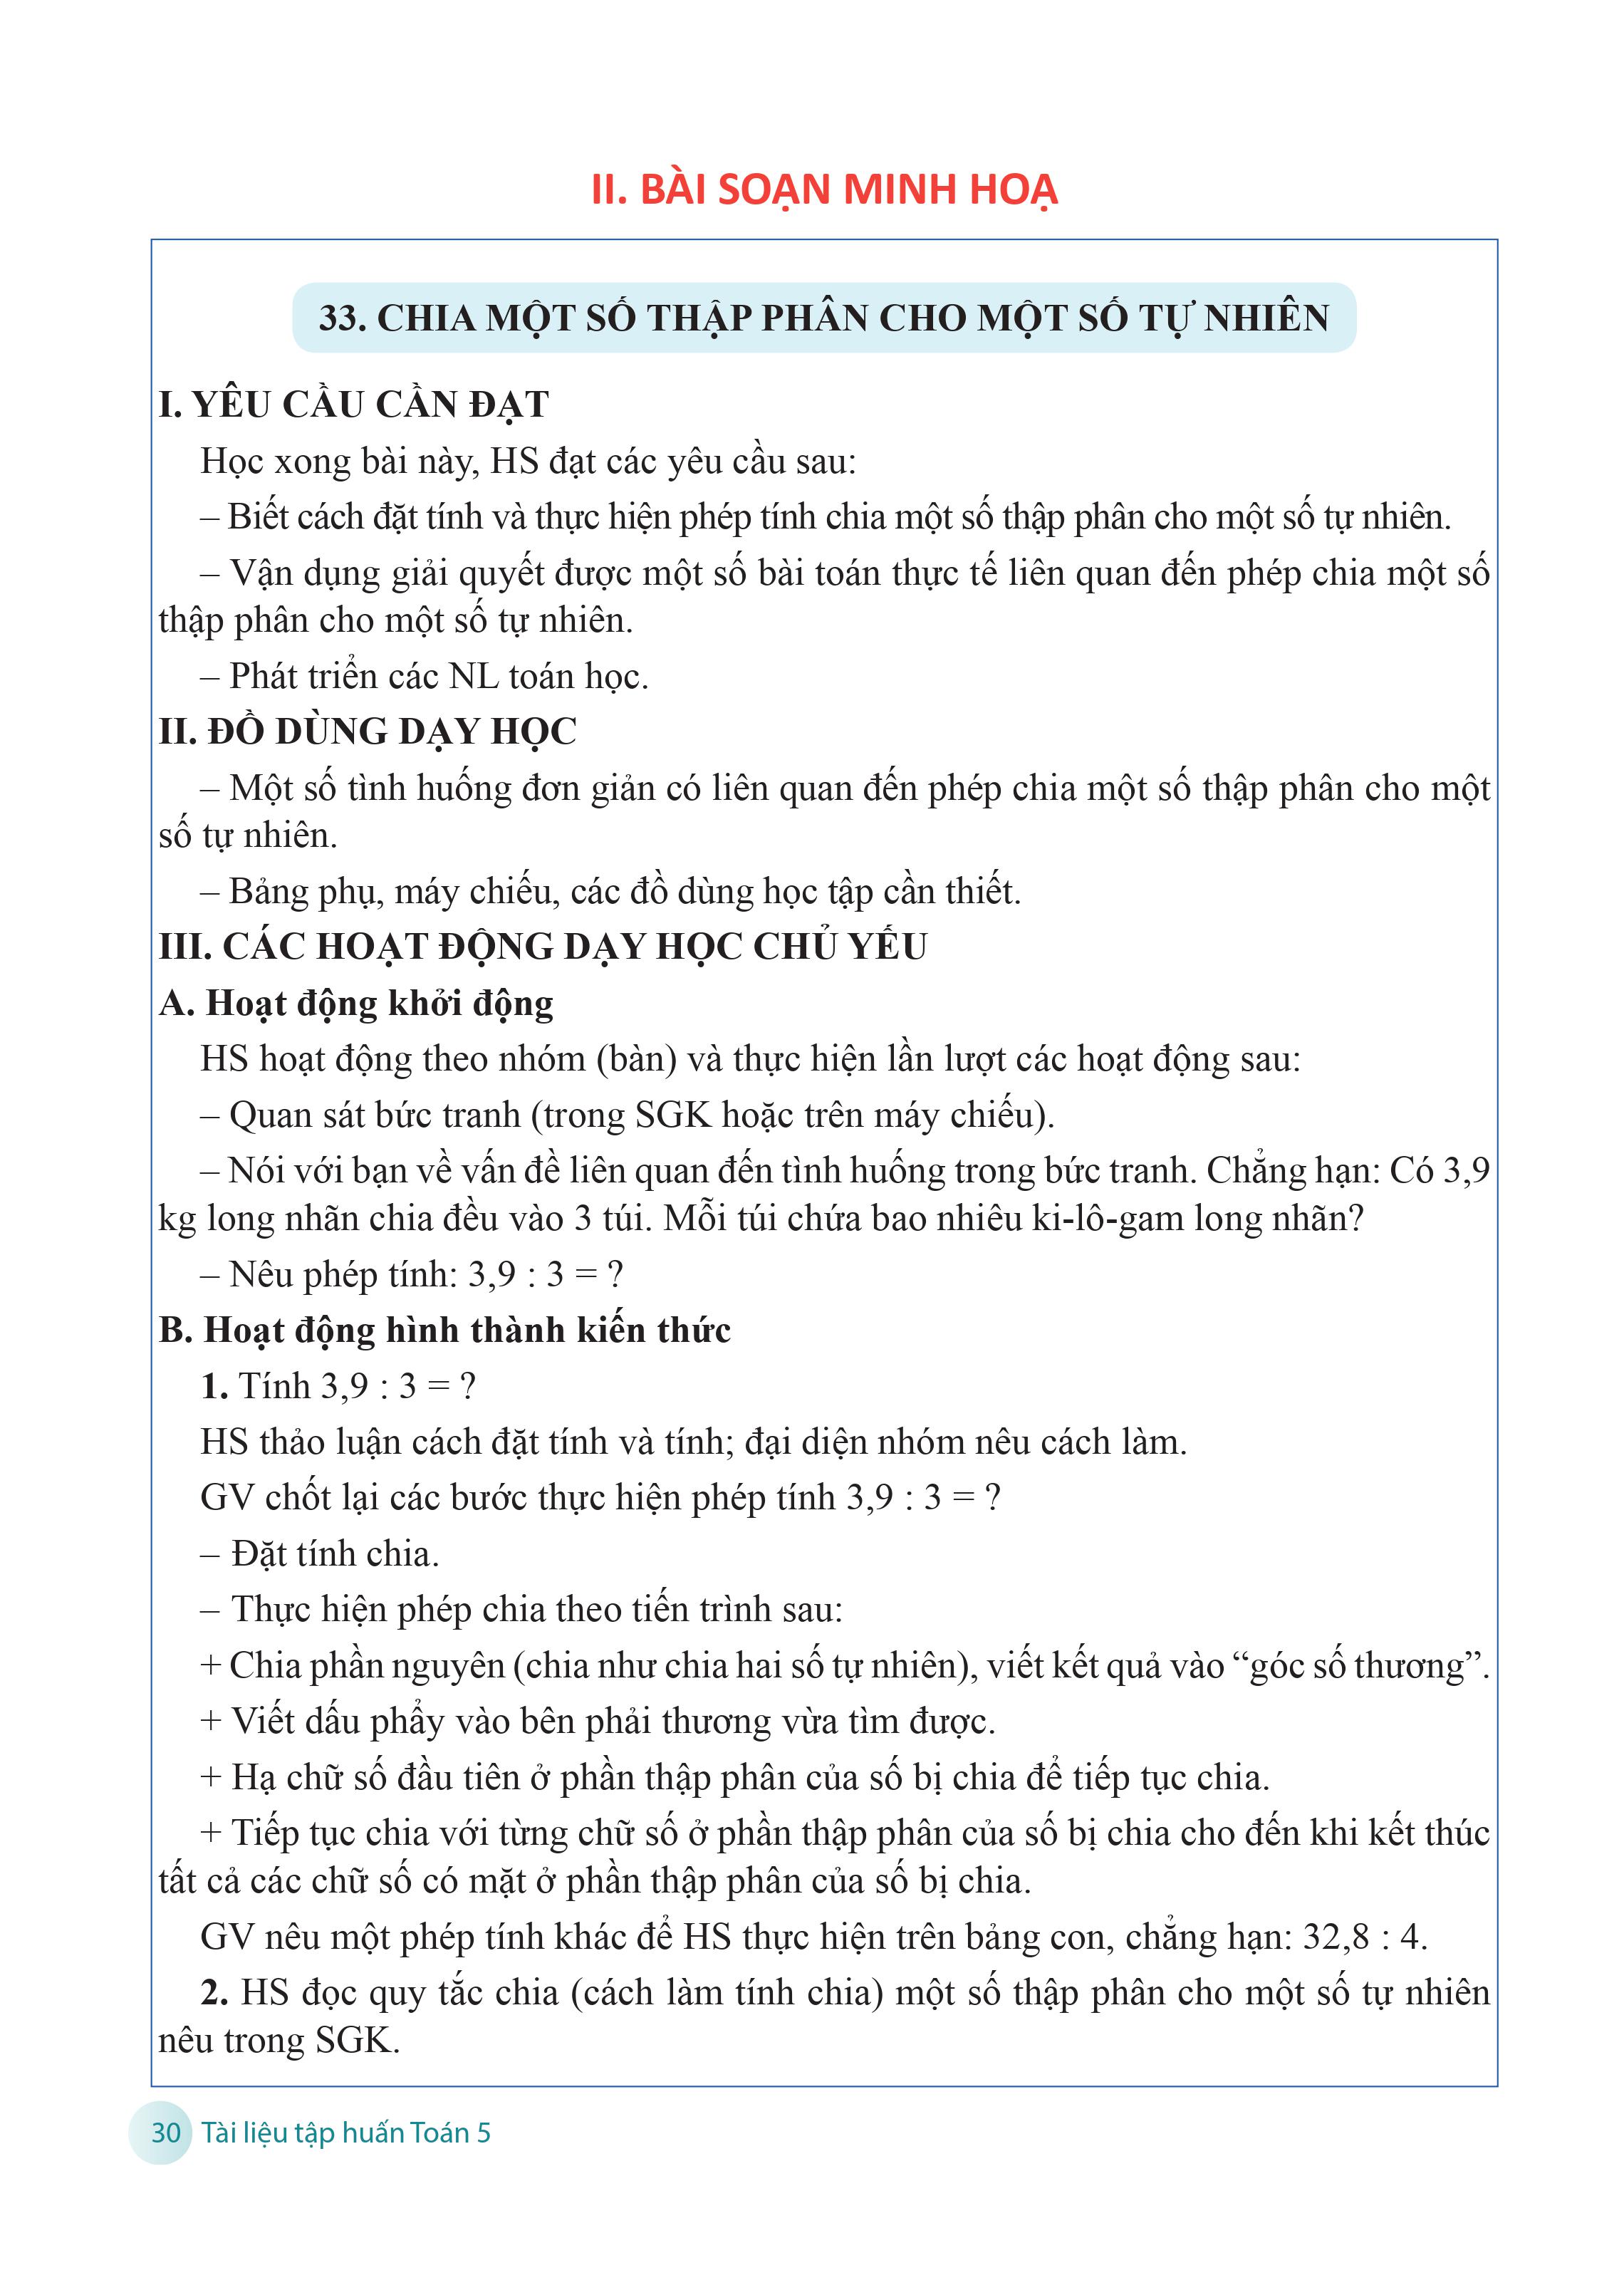 II. BÀI SOẠN MINH HOẠ
33. CHIA MỘT SỐ THẬP PHÂN CHO MỘT SỐ TỰ NHIÊN
I. YÊU CẦU CẦN ĐẠT
Học xong bài này, HS đạt các yêu cầu sau:
– Biết cách đặt tính và thực hiện phép tính chia một số thập phân cho một số tự nhiên.
– Vận dụng giải quyết được một số bài toán thực tế liên quan đến phép chia một số
thập phân cho một số tự nhiên.
– Phát triển các NL toán học.
II. ĐỒ DÙNG DẠY HỌC
– Một số tình huống đơn giản có liên quan đến phép chia một số thập phân cho một
số tự nhiên.
– Bảng phụ, máy chiếu, các đồ dùng học tập cần thiết.
III. CÁC HOẠT ĐỘNG DẠY HỌC CHỦ YẾU
A. Hoạt động khởi động
HS hoạt động theo nhóm (bàn) và thực hiện lần lượt các hoạt động sau:
– Quan sát bức tranh (trong SGK hoặc trên máy chiếu).
– Nói với bạn về vấn đề liên quan đến tình huống trong bức tranh. Chẳng hạn: Có 3,9
kg long nhãn chia đều vào 3 túi. Mỗi túi chứa bao nhiêu ki-lô-gam long nhãn?
– Nêu phép tính: 3,9 : 3 = ?
B. Hoạt động hình thành kiến thức
1. Tính 3,9 : 3 = ?
HS thảo luận cách đặt tính và tính; đại diện nhóm nêu cách làm.
GV chốt lại các bước thực hiện phép tính 3,9 : 3 = ?
– Đặt tính chia.
– Thực hiện phép chia theo tiến trình sau:
+ Chia phần nguyên (chia như chia hai số tự nhiên), viết kết quả vào “góc số thương”.
+ Viết dấu phẩy vào bên phải thương vừa tìm được.
+ Hạ chữ số đầu tiên ở phần thập phân của số bị chia để tiếp tục chia.
+ Tiếp tục chia với từng chữ số ở phần thập phân của số bị chia cho đến khi kết thúc
tất cả các chữ số có mặt ở phần thập phân của số bị chia.
GV nêu một phép tính khác để HS thực hiện trên bảng con, chẳng hạn: 32,8 : 4.
2. HS đọc quy tắc chia (cách làm tính chia) một số thập phân cho một số tự nhiên
nêu trong SGK.
30 Tài liệu tập huấn Toán 5